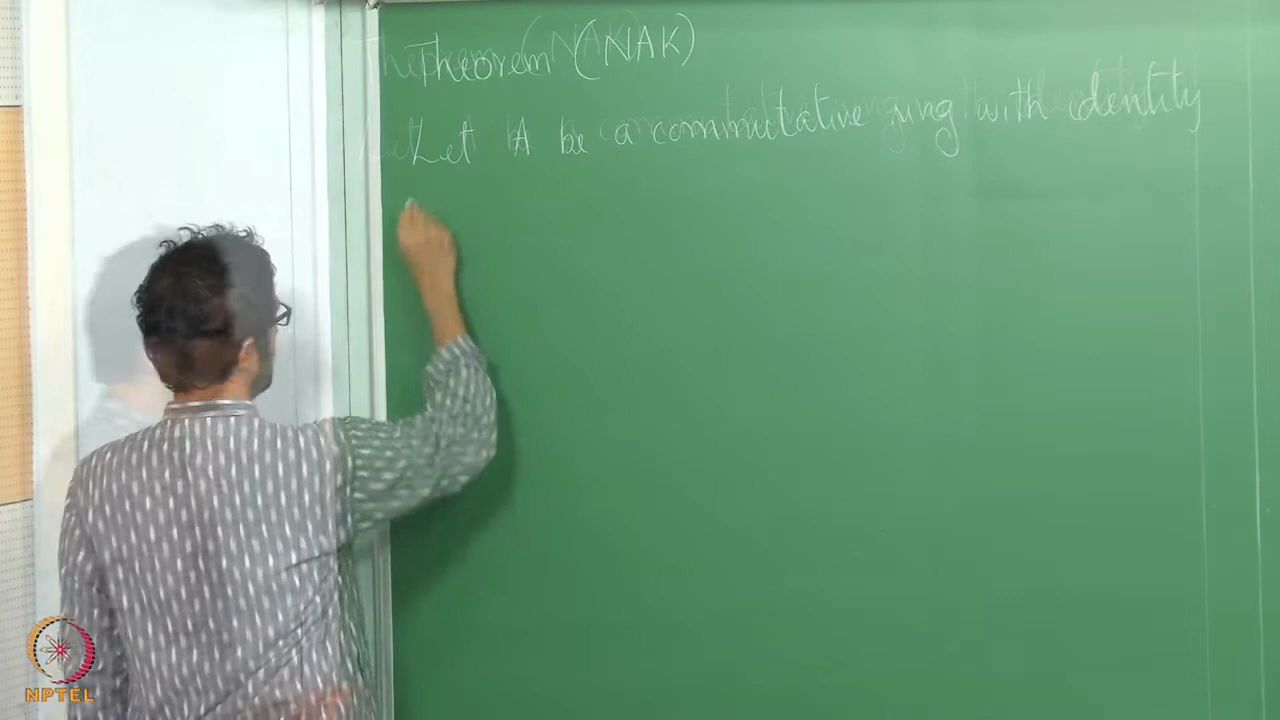 Theorem (NAK)
Let A be a commutative ring with identity
NPTEL